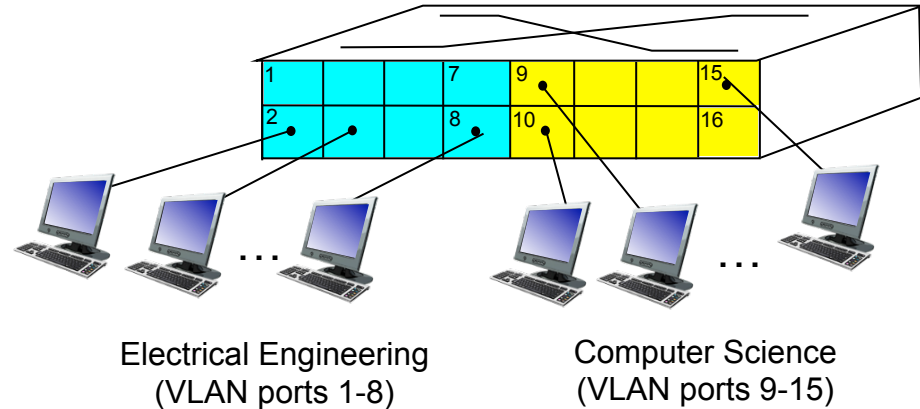 1 7 9 15
2 8 10 16
... ...
Electrical Engineering
(VLAN ports 1-8)
Computer Science
(VLAN ports 9-15)